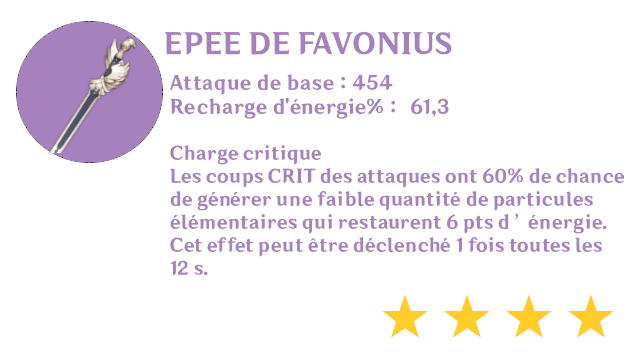 EPEE DE FAVONIUS
Attaque de base : 454
Recharge d'énergie% : 61,3
Charge critique
Les coups CRIT des attaques ont 60% de chance
de générer une faible quantité de particules
élémentaires qui restaurent 6 pts d ’ énergie.
Cet effet peut être déclenché 1 fois toutes les
12 s.